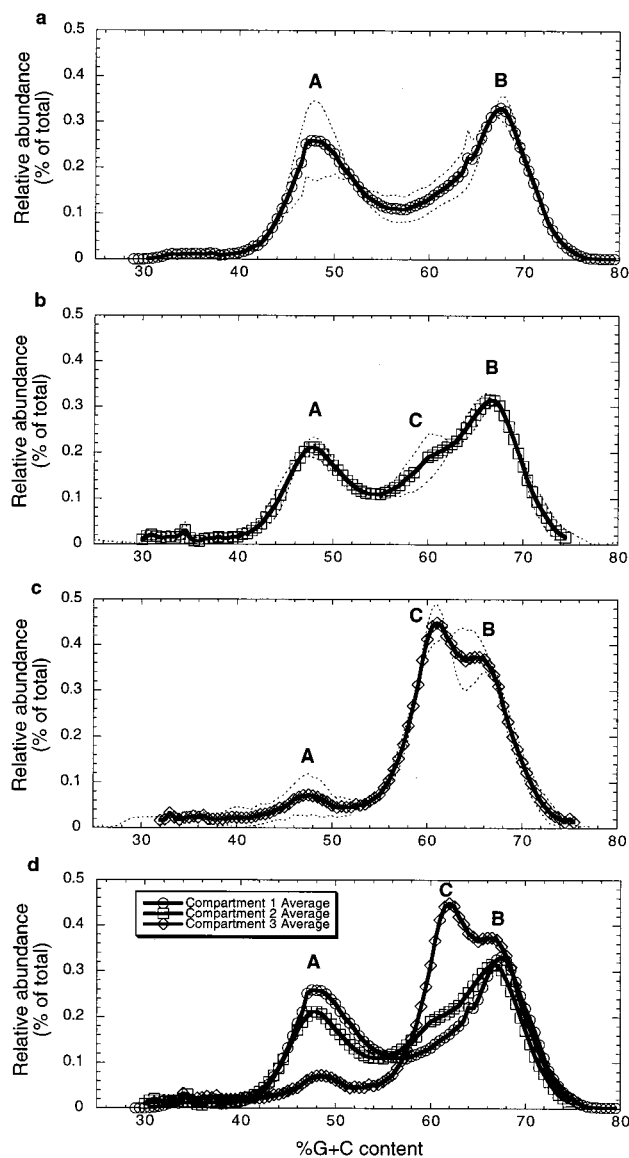 a
Relative abundance
(% of total)
0.5
0.4
0.3
0.2
0.1
0
A
B
30 40 50 60 70 80
b
Relative abundance
(% of total)
0.5
0.4
0.3
0.2
0.1
0
A
C
B
30 40 50 60 70 80
c
Relative abundance
(% of total)
0.5
0.4
0.3
0.2
0.1
0
A
C
B
30 40 50 60 70 80
d
Relative abundance
(% of total)
0.5
0.4
0.3
0.2
0.1
0
Compartment 1 Average
Compartment 2 Average
Compartment 3 Average
A
C
B
30 40 50 60 70 80
%G+C content